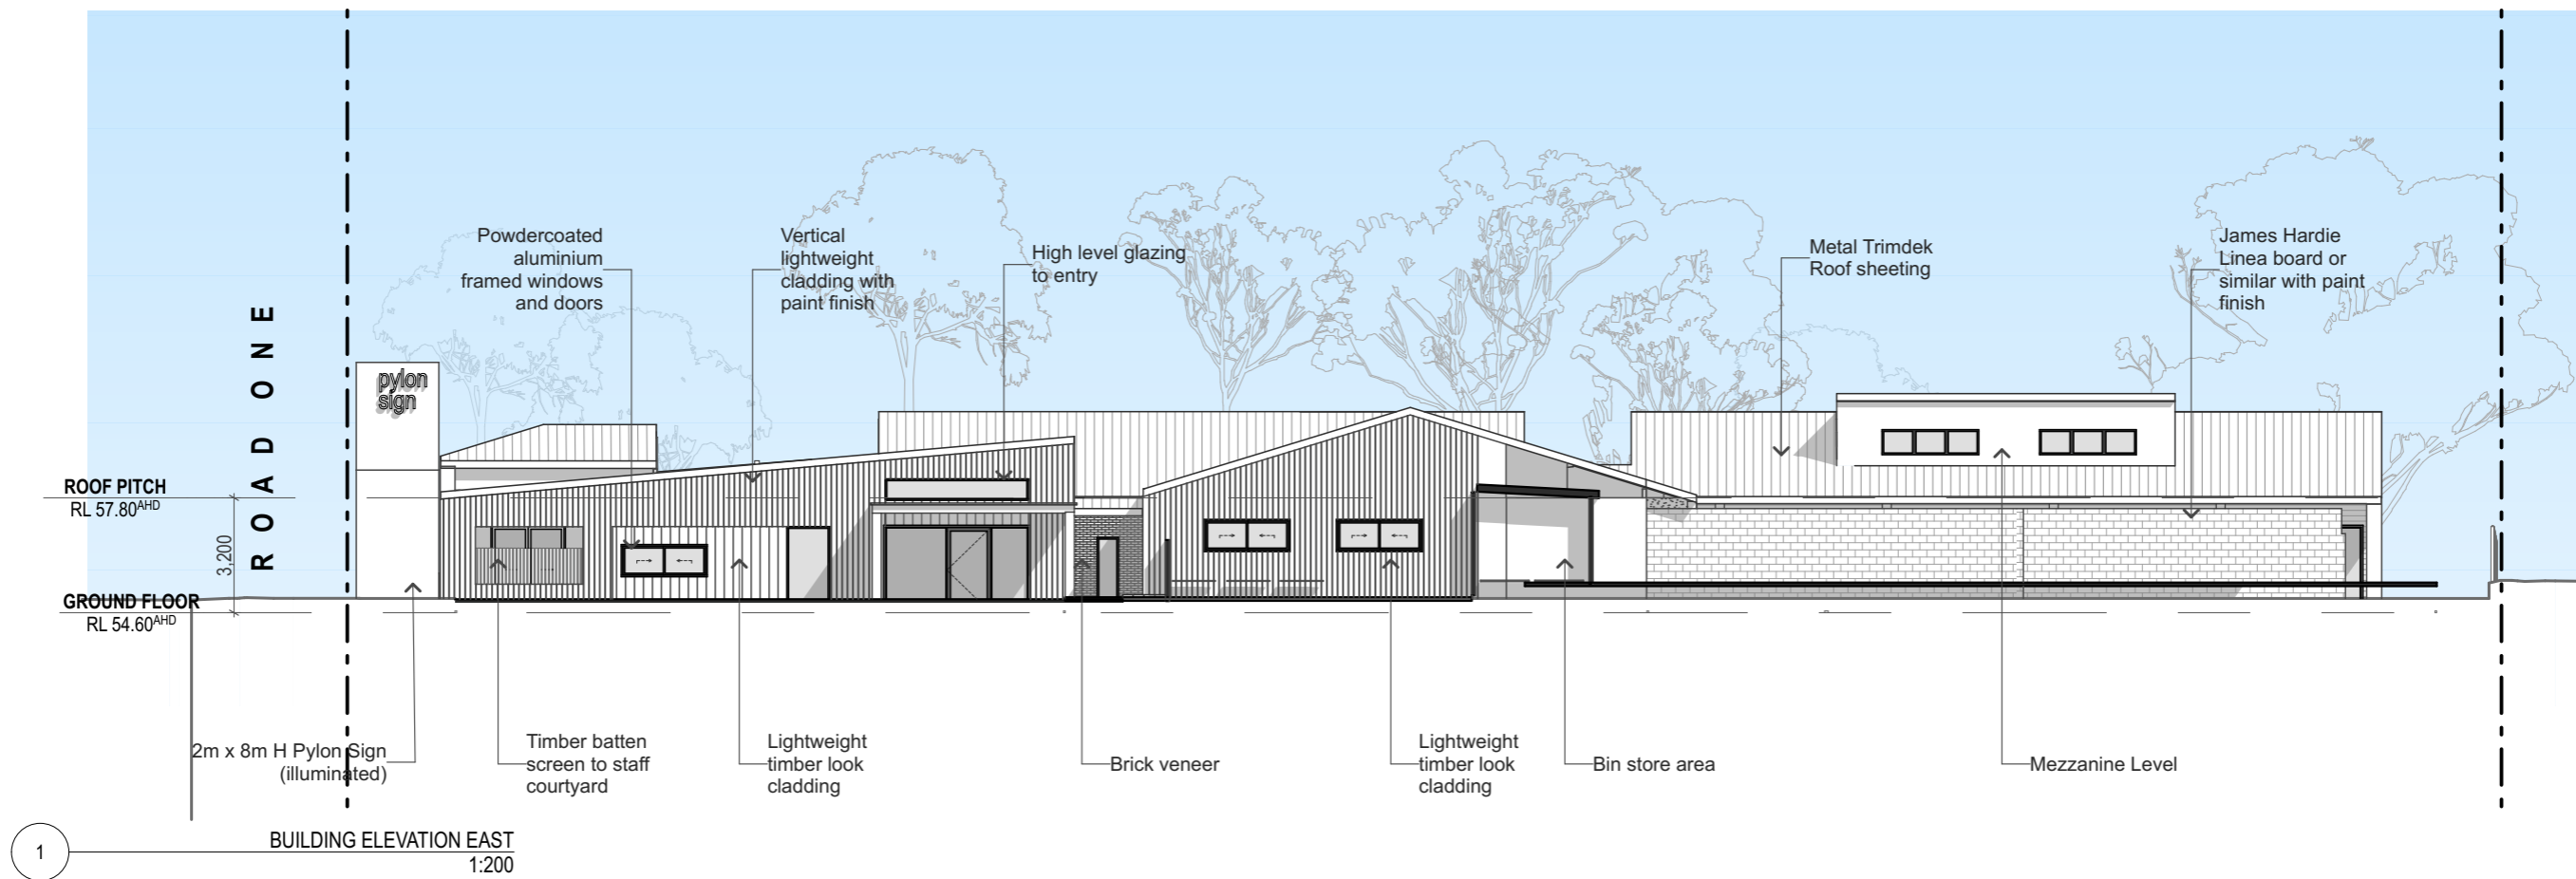 Powdercoated
aluminium
framed windows
and doors
Vertical
lightweight
cladding with
paint finish
High level glazing
to entry
Metal Trimdek
Roof sheeting
James Hardie
Linea board or
similar with paint
finish
ROAD ONE
pylon
sign
ROOF PITCH
RL 57.80AHD
3,200
GROUND FLOOR
RL 54.60AHD
2m x 8m H Pylon Sign
(illuminated)
Timber batten
screen to staff
courtyard
Lightweight
timber look
cladding
Brick veneer
Lightweight
timber look
cladding
Bin store area
Mezzanine Level
1
BUILDING ELEVATION EAST
1:200